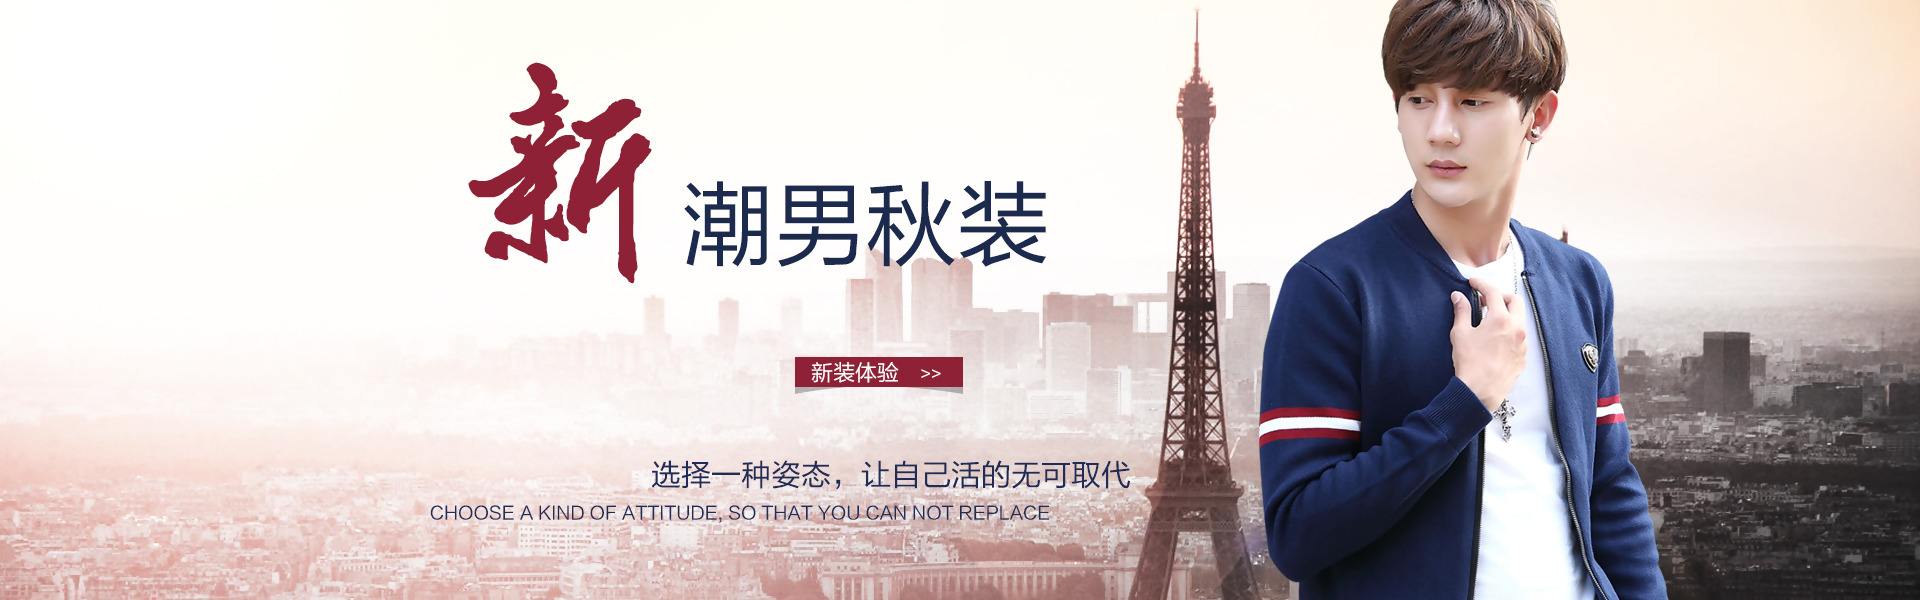 新
潮男秋装
新装体验 >>
选择一种姿态，让自己活的无可取代
CHOOSE A KIND OF ATTITUDE, SO THAT YOU CAN NOT REPLACE